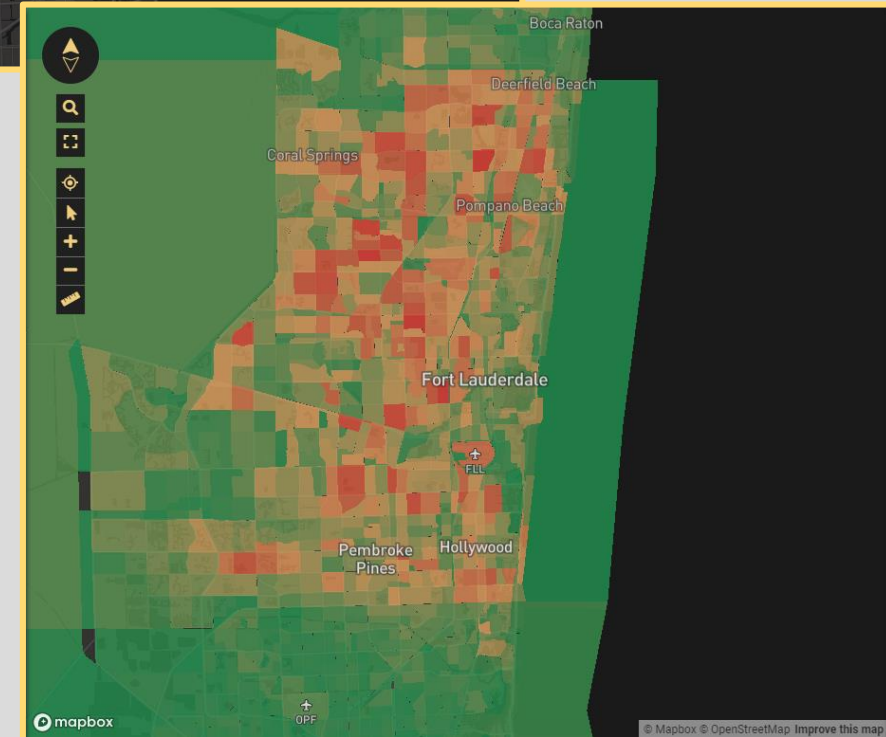 Boca Raton
Deerfield Beach
Coral Springs
Pompano Beach
Fort Lauderdale
FLL
Pembroke
Pines
Hollywood
OPF
mapbox
© Mapbox © OpenStreetMap Improve this map